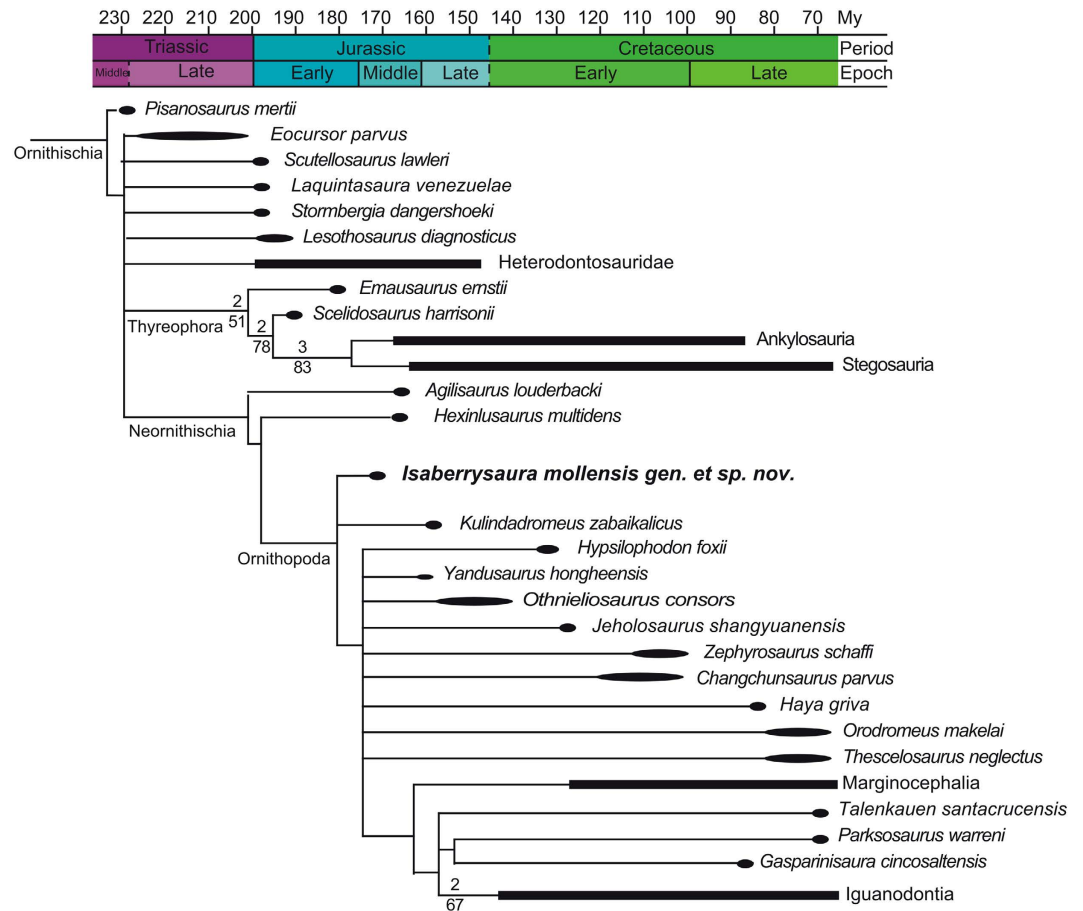 230 220 210 200 190 180 170 160 150 140 130 120 100 80 70 My
Triassic Jurassic Cretaceous Period
Middle Late Early Middle Late Early Late Epoch
Pisanosaurus mertii
Ornithischia
Eocursor parvus
Scutellosaurus lawleri
Laquintasaura venezuelae
Stormbergia dangershoeki
Lesothosaurus diagnosticus
Heterodontosauridae
Emausaurus ernstii
2
51
Thyreophora
Scelidosaurus harrisonii
2
78
3
83
Ankylosauria
Stegosauria
Agilisaurus louderbacki
Hexinlusaurus multidens
Neornithischia
Isaberrysaura mollensis gen. et sp. nov.
Kulindadromeus zabaikalicus
Ornithopoda
Hypsilophodon foxii
Yandusaurus hongheensis
Othnieliosaurus consors
Jeholosaurus shangyuanensis
Zephyrosaurus schaffi
Changchunsaurus parvus
Haya griva
Orodromeus makelai
Thescelosaurus neglectus
Marginocephalia
Talenkauen santacrucensis
Parksosaurus warreni
Gasparinisaura cincosaltensis
2
67
Iguanodontia